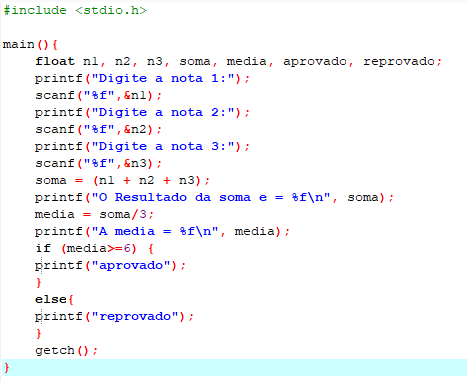 #include <stdio.h>
main(){
float n1, n2, n3, soma, media, aprovado, reprovado;
printf("Digite a nota 1:");
scanf("%f",&n1);
printf("Digite a nota 2:");
scanf("%f",&n2);
printf("Digite a nota 3:");
scanf("%f",&n3);
soma = (n1 + n2 + n3);
printf("O Resultado da soma e = %f\n", soma);
media = soma/3;
printf("A media = %f\n", media);
if (media>=6) {
printf("aprovado");
}
else{
printf("reprovado");
}
getch();
}